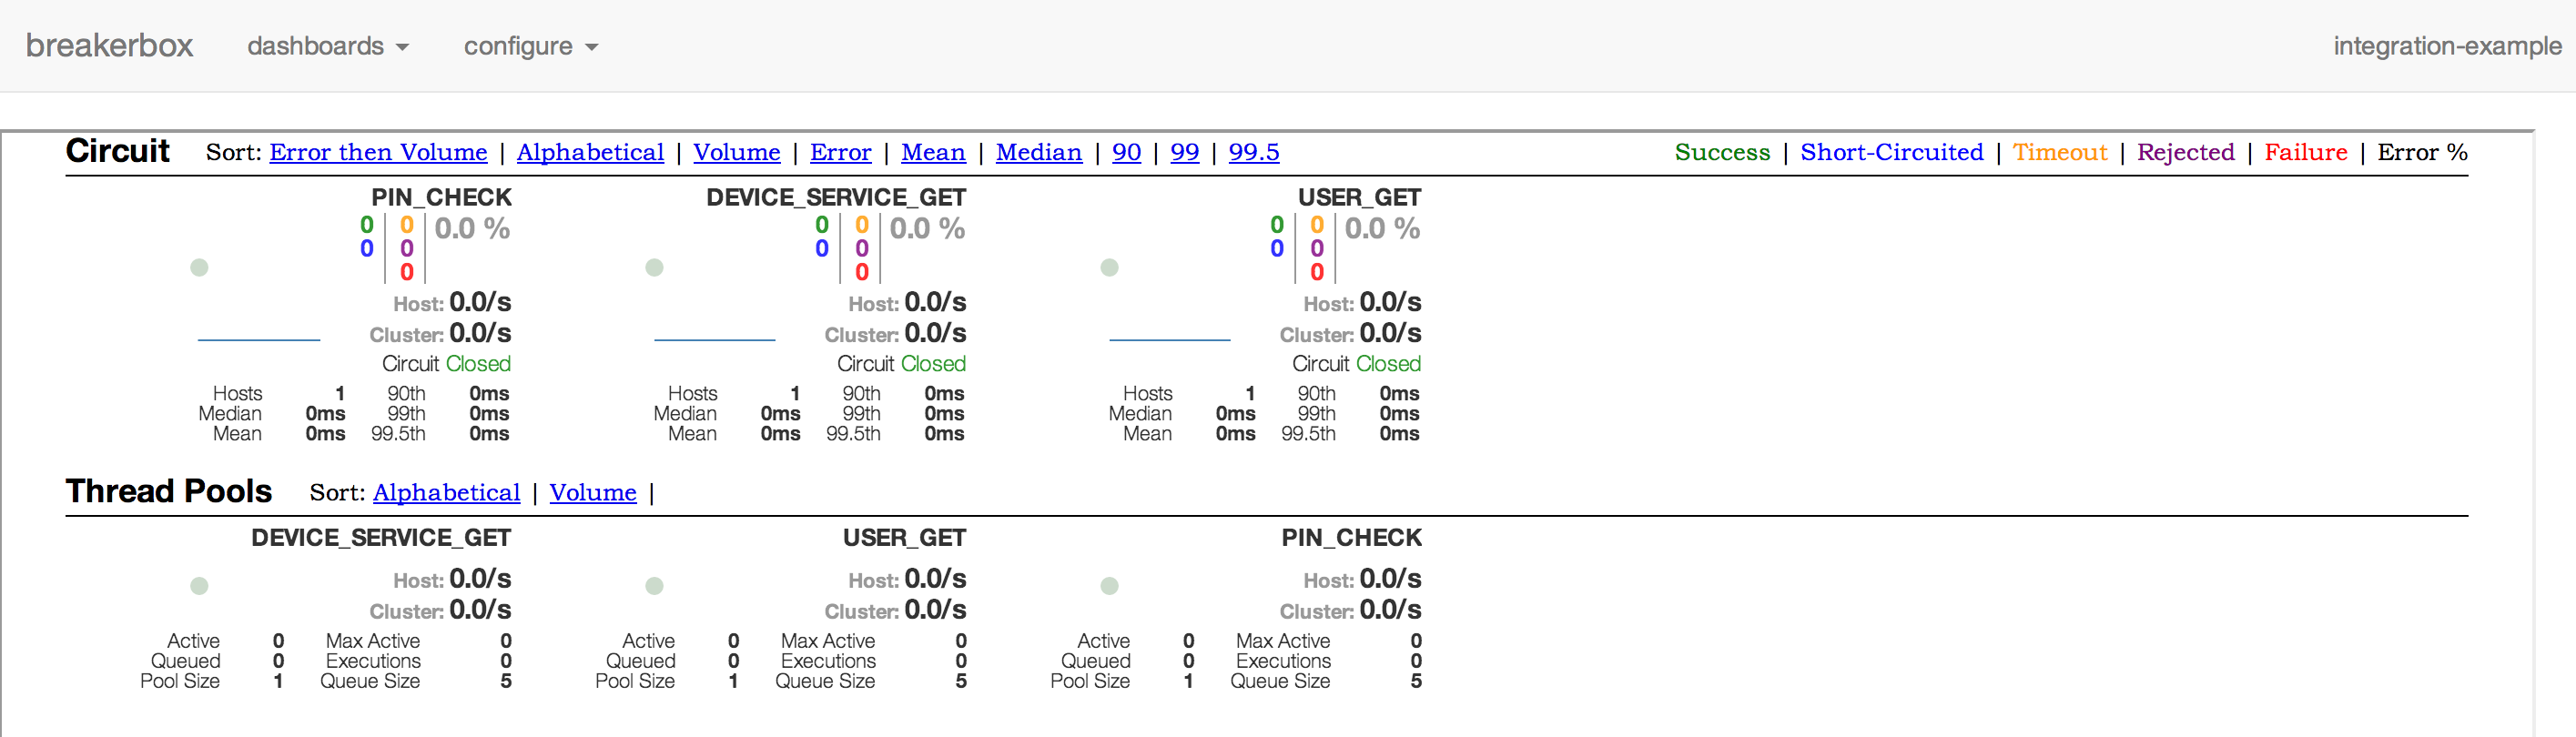 breakerbox dashboards configure integration-example
Circuit Sort: Error then Volume | Alphabetical | Volume | Error | Mean | Median | 90 | 99 | 99.5 Success | Short-Circuited | Timeout | Rejected | Failure | Error %
PIN_CHECK DEVICE_SERVICE_GET USER_GET
0 0 0.0 % 0 0 0.0 % 0 0 0.0 %
0 0 0 0 0 0
0 0 0
Host: 0.0/s Host: 0.0/s Host: 0.0/s
Cluster: 0.0/s Cluster: 0.0/s Cluster: 0.0/s
Circuit Closed Circuit Closed Circuit Closed
Hosts 1 90th 0ms Hosts 1 90th 0ms Hosts 1 90th 0ms
Median 0ms 99th 0ms Median 0ms 99th 0ms Median 0ms 99th 0ms
Mean 0ms 99.5th 0ms Mean 0ms 99.5th 0ms Mean 0ms 99.5th 0ms
Thread Pools Sort: Alphabetical | Volume |
DEVICE_SERVICE_GET USER_GET PIN_CHECK
Host: 0.0/s Host: 0.0/s Host: 0.0/s
Cluster: 0.0/s Cluster: 0.0/s Cluster: 0.0/s
Active 0 Max Active 0 Active 0 Max Active 0 Active 0 Max Active 0
Queued 0 Executions 0 Queued 0 Executions 0 Queued 0 Executions 0
Pool Size 1 Queue Size 5 Pool Size 1 Queue Size 5 Pool Size 1 Queue Size 5